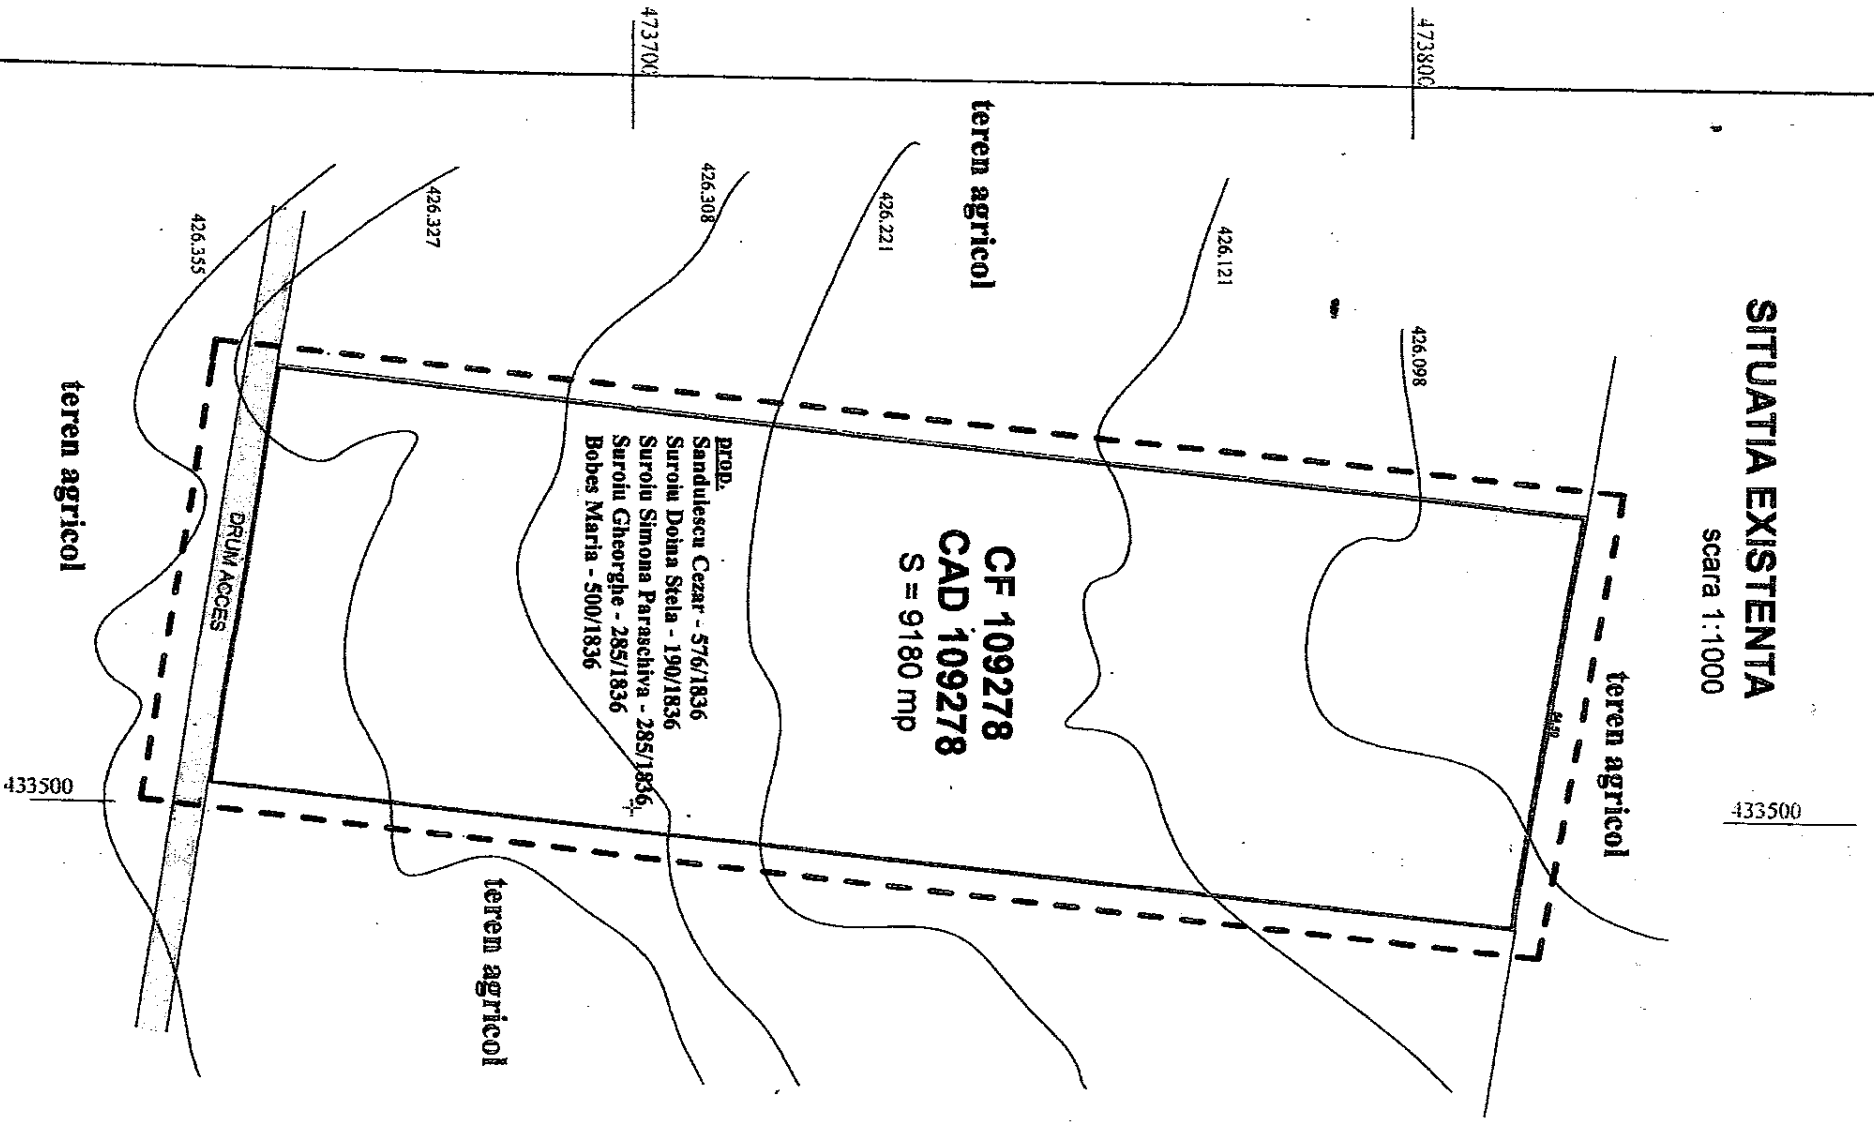 SITUATIA EXISTENTA
scara 1:1000
473800
473700
433500
433500
teren agricol
teren agricol
teren agricol
teren agricol
426.098
426.121
426.221
426.308
426.327
426.355
CF 109278
CAD 109278
S = 9180 mp
prop.
Sandulescu Cezar - 576/1836
Suroiu Doina Stela - 190/1836
Suroiu Simona Paraschiva - 285/1836
Suroiu Gheorghe - 285/1836
Bobes Maria - 500/1836
DRUM ACCES